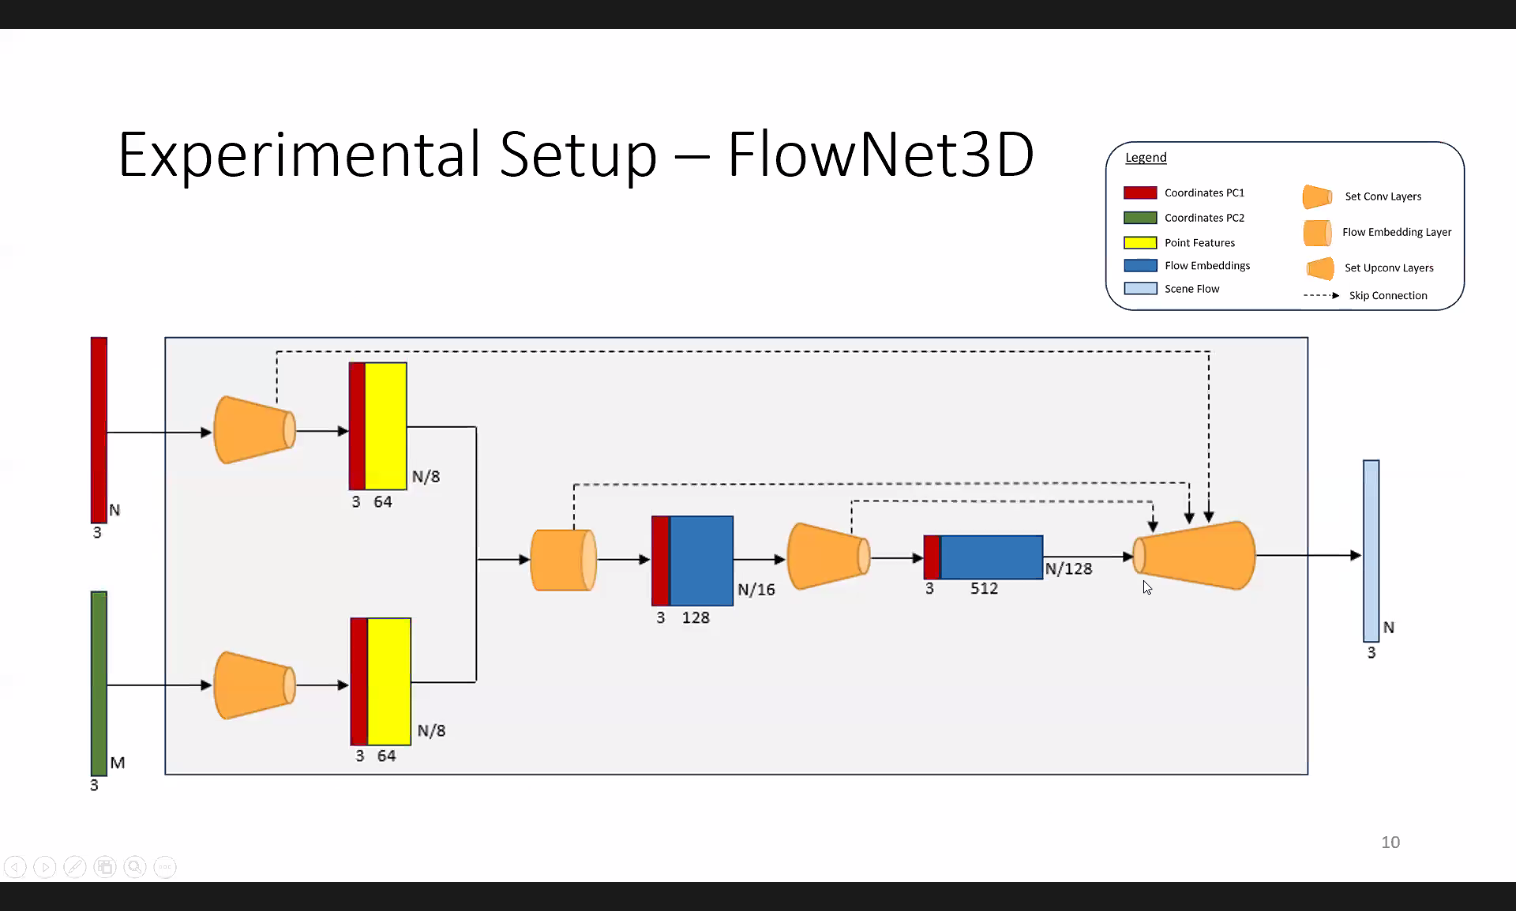 Experimental Setup – FlowNet3D
Legend
Coordinates PC1
Coordinates PC2
Point Features
Flow Embeddings
Scene Flow
Set Conv Layers
Flow Embedding Layer
Set Upconv Layers
Skip Connection
N
3
N/8
3 64
N/16
3 128
N/128
3 512
N
3
N/8
3 64
M
3
10